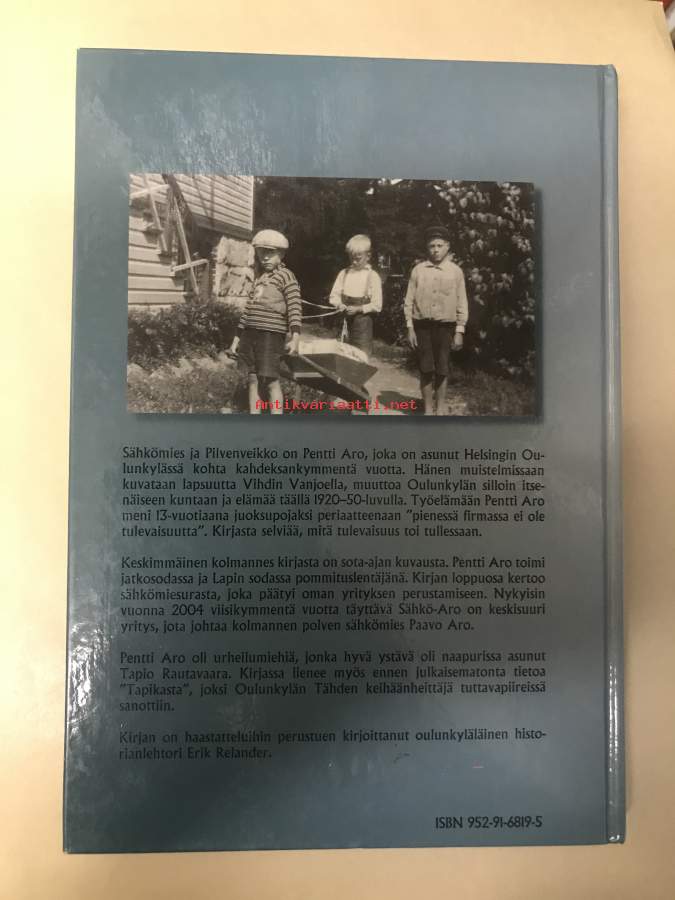 Antikvariaatti.net
Sähkömies ja Pilvenveikko on Pentti Aro, joka on asunut Helsingin Ou-
lunkylässä kohta kahdeksankymmentä vuotta. Hänen muistelmissaan
kuvataan lapsuutta Vihdin Vanjoella, muuttoa Oulunkylän silloin itse-
näiseen kuntaan ja elämää täällä 1920–50-luvulla. Työelämään Pentti Aro
meni 13-vuotiaana juoksupojaksi periaatteenaan "pienessä firmassa ei ole
tulevaisuutta". Kirjasta selviää, mitä tulevaisuus toi tullessaan.
Keskimmäinen kolmannes kirjasta on sota-ajan kuvausta. Pentti Aro toimi
jatkosodassa ja Lapin sodassa pommituslentäjänä. Kirjan loppuosa kertoo
sähkömiesurasta, joka päätyi oman yrityksen perustamiseen. Nykyisin
vuonna 2004 viisikymmentä vuotta täyttävä Sähkö-Aro on keskisuuri
yritys, jota johtaa kolmannen polven sähkömies Paavo Aro.
Pentti Aro oli urheilumiehiä, jonka hyvä ystävä oli naapurissa asunut
Tapio Rautavaara. Kirjassa lienee myös ennen julkaisematonta tietoa
"Tapikasta", joksi Oulunkylän Tähden keihäänheittäjä tuttavapiireissä
sanottiin.
Kirjan on haastatteluihin perustuen kirjoittanut oulunkyläläinen histo-
rianlehtori Erik Relander.
ISBN 952-91-6819-5